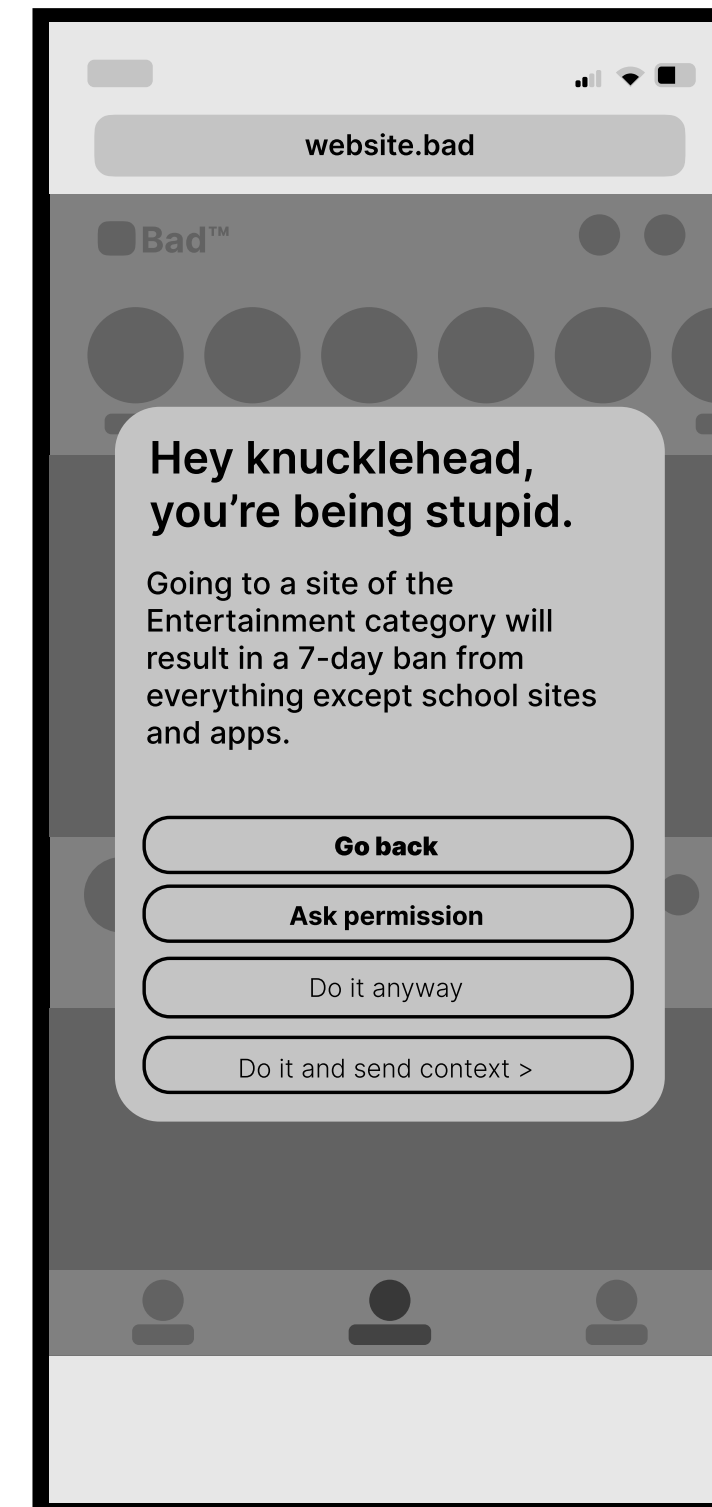 website.bad
Bad™
Hey knucklehead,
you’re being stupid.
Going to a site of the
Entertainment category will
result in a 7-day ban from
everything except school sites
and apps.
Go back
Ask permission
Do it anyway
Do it and send context >